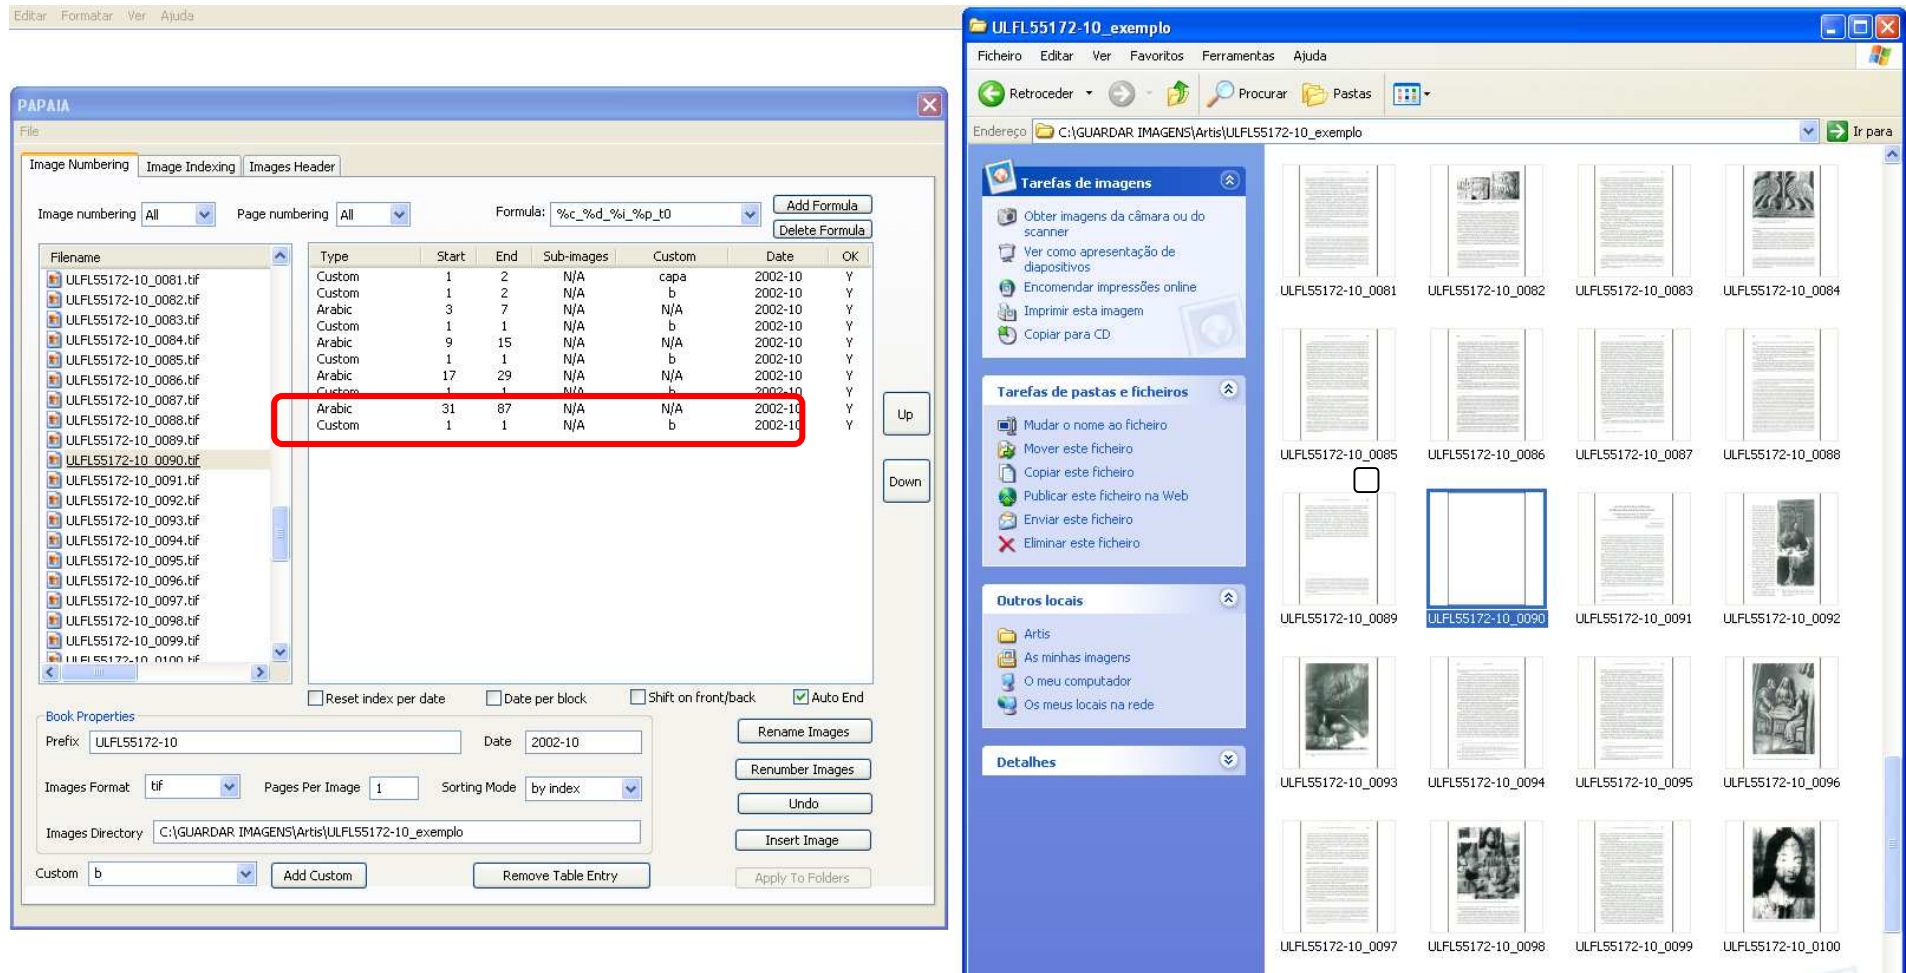 Editar Formatar Ver Ajuda
PAPAIA
File
Image Numbering Image Indexing Images Header
Image numbering All Page numbering All Formula: %c_%d_%i_%p_t0 Add Formula
Delete Formula
Filename
ULFL55172-10_0081.tif
ULFL55172-10_0082.tif
ULFL55172-10_0083.tif
ULFL55172-10_0084.tif
ULFL55172-10_0085.tif
ULFL55172-10_0086.tif
ULFL55172-10_0087.tif
ULFL55172-10_0088.tif
ULFL55172-10_0089.tif
ULFL55172-10_0090.tif
ULFL55172-10_0091.tif
ULFL55172-10_0092.tif
ULFL55172-10_0093.tif
ULFL55172-10_0094.tif
ULFL55172-10_0095.tif
ULFL55172-10_0096.tif
ULFL55172-10_0097.tif
ULFL55172-10_0098.tif
ULFL55172-10_0099.tif
ULFL55172-10_0100.tif
Type Start End Sub-images Custom Date OK
Custom 1 2 N/A capa 2002-10 Y
Custom 1 2 N/A b 2002-10 Y
Arabic 3 7 N/A N/A 2002-10 Y
Custom 1 1 N/A b 2002-10 Y
Arabic 9 15 N/A N/A 2002-10 Y
Custom 1 1 N/A b 2002-10 Y
Arabic 17 29 N/A N/A 2002-10 Y
Custom 1 1 N/A b 2002-10 Y
Arabic 31 87 N/A N/A 2002-10 Y
Custom 1 1 N/A b 2002-10 Y
Up
Down
Reset index per date Date per block Shift on front/back Auto End
Book Properties
Prefix ULFL55172-10 Date 2002-10 Rename Images
Renumber Images
Images Format tif Pages Per Image 1 Sorting Mode by index
Undo
Images Directory C:\GUARDAR IMAGENS\Artis\ULFL55172-10_exemplo Insert Image
Custom b Add Custom Remove Table Entry Apply To Folders
ULFL55172-10_exemplo
Ficheiro Editar Ver Favoritos Ferramentas Ajuda
Retroceder Procurar Pastas
Endereço C:\GUARDAR IMAGENS\Artis\ULFL55172-10_exemplo Ir para
Tarefas de imagens
Obter imagens da câmara ou do
scanner
Ver como apresentação de
diapositivos
Encomendar impressões online
Imprimir esta imagem
Copiar para CD
Tarefas de pastas e ficheiros
Mudar o nome ao ficheiro
Mover este ficheiro
Copiar este ficheiro
Publicar este ficheiro na Web
Enviar este ficheiro
Eliminar este ficheiro
Outros locais
Artis
As minhas imagens
O meu computador
Os meus locais na rede
Detalhes
ULFL55172-10_0081 ULFL55172-10_0082 ULFL55172-10_0083 ULFL55172-10_0084
ULFL55172-10_0085 ULFL55172-10_0086 ULFL55172-10_0087 ULFL55172-10_0088
ULFL55172-10_0089 ULFL55172-10_0090 ULFL55172-10_0091 ULFL55172-10_0092
ULFL55172-10_0093 ULFL55172-10_0094 ULFL55172-10_0095 ULFL55172-10_0096
ULFL55172-10_0097 ULFL55172-10_0098 ULFL55172-10_0099 ULFL55172-10_0100